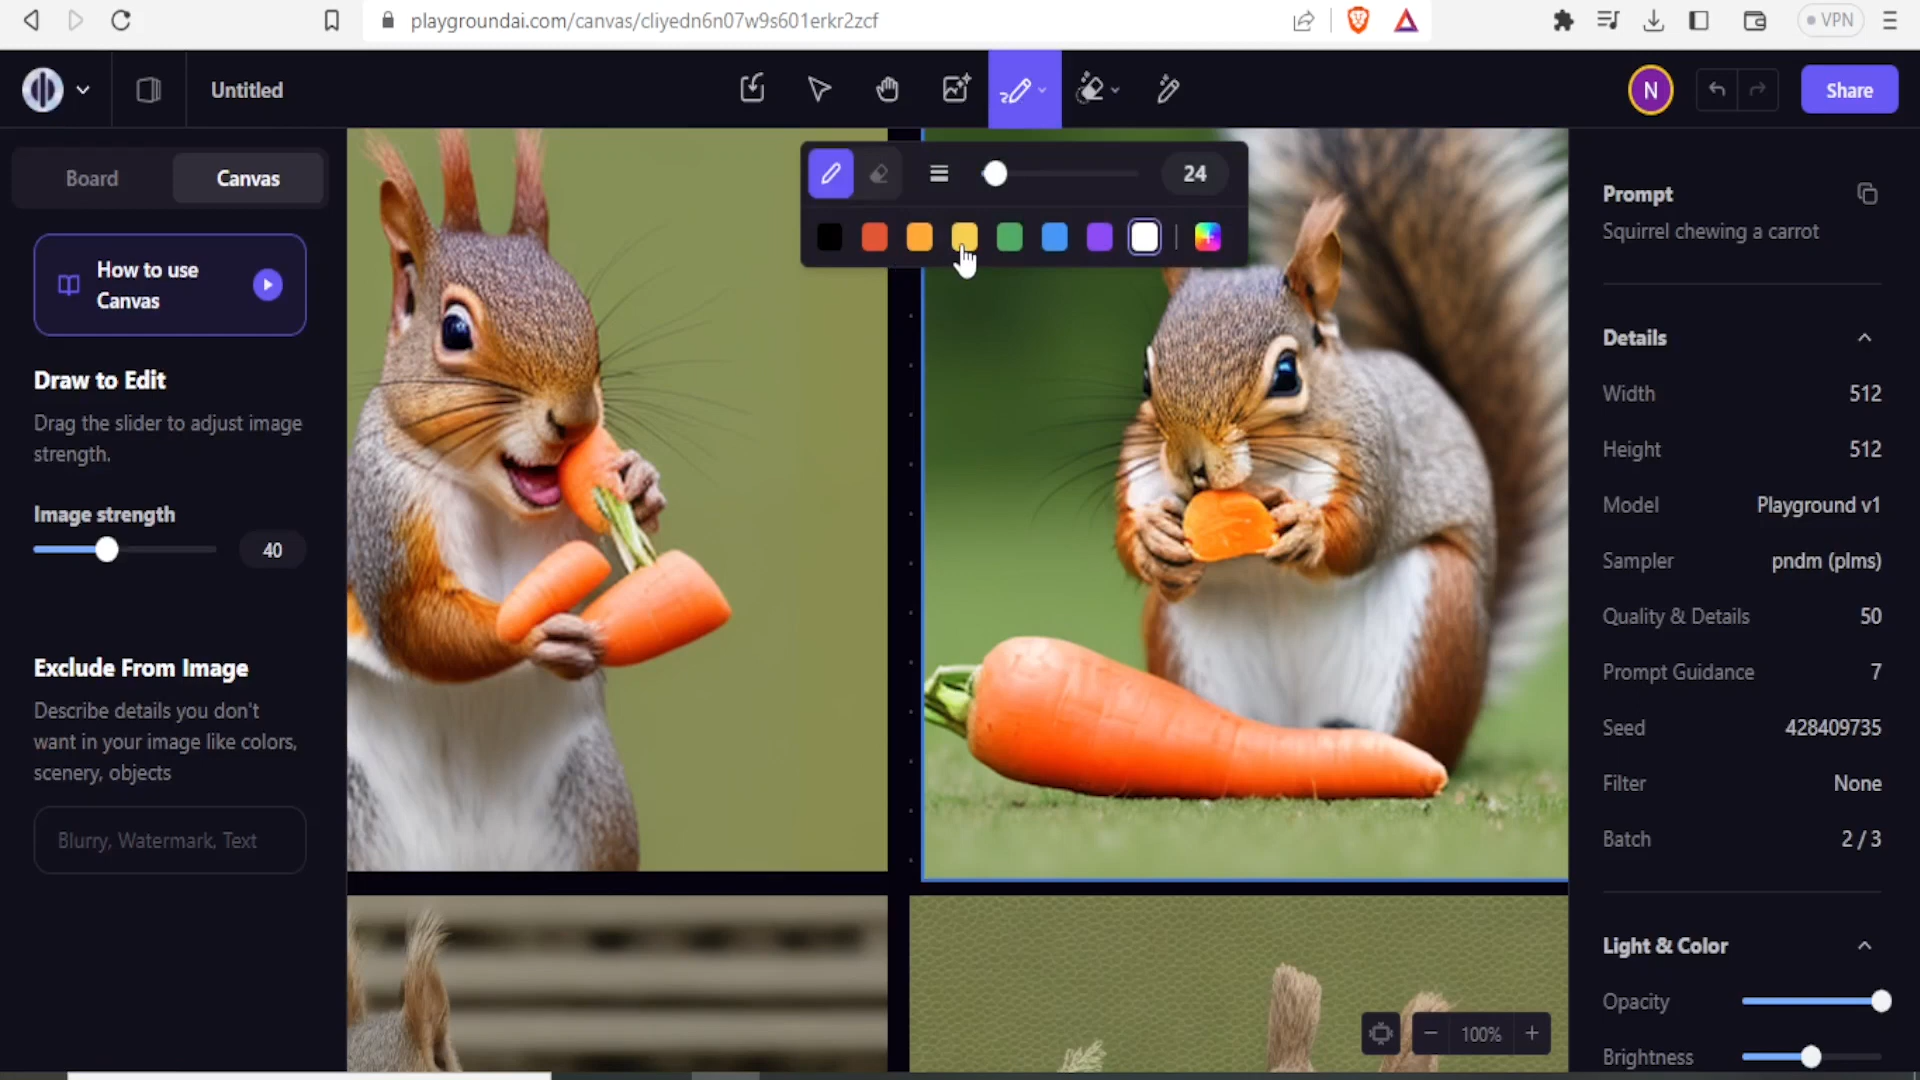 playgroundai.com/canvas/cliyedn6n07w9s601erkr2zcf
VPN
Untitled
N
Share
Board
Canvas
How to use
Canvas
Draw to Edit
Drag the slider to adjust image
strength.
Image strength
40
Exclude From Image
Describe details you don't
want in your image like colors,
scenery, objects
Blurry, Watermark, Text
24
100%
Prompt
Squirrel chewing a carrot
Details
Width 512
Height 512
Model Playground v1
Sampler pndm (plms)
Quality & Details 50
Prompt Guidance 7
Seed 428409735
Filter None
Batch 2 / 3
Light & Color
Opacity
Brightness